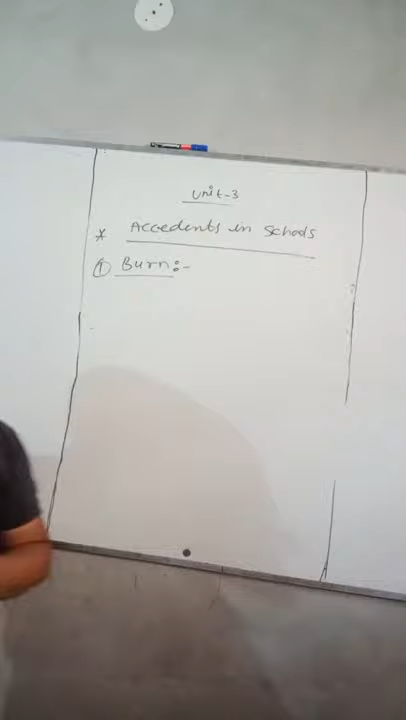 Unit-3
* Accedents in Schools
① Burn:-